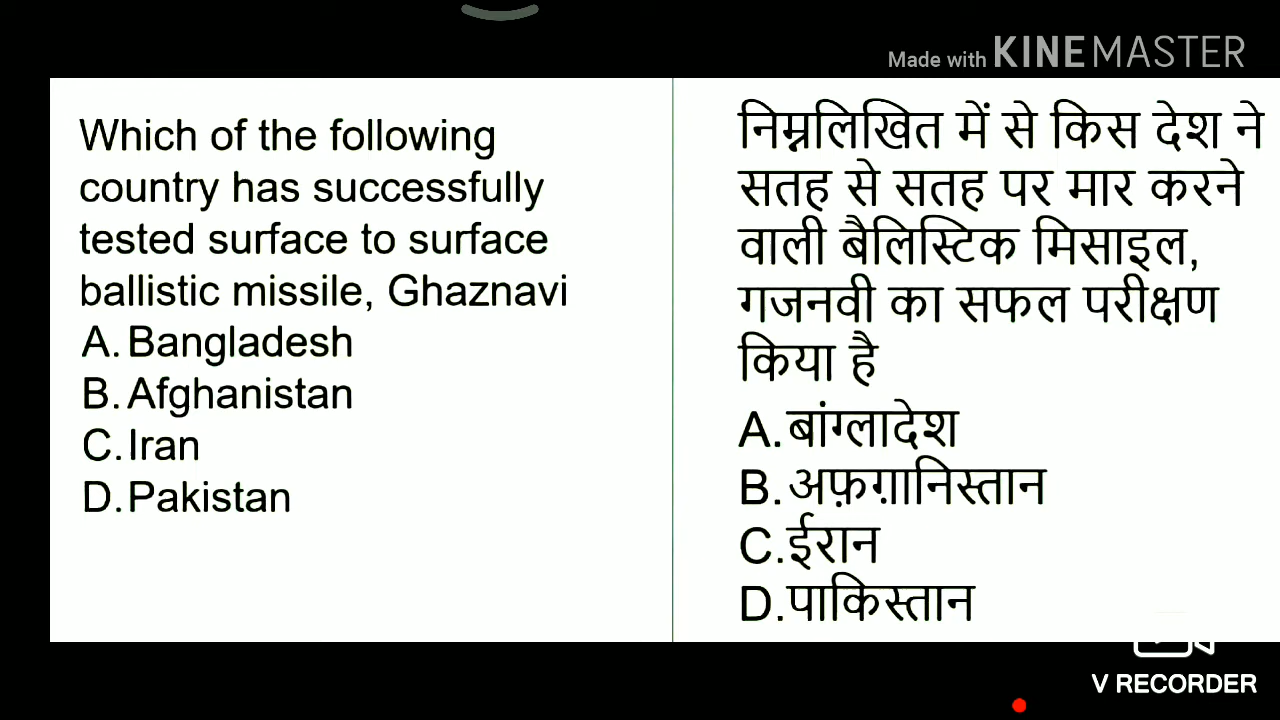 Made with KINEMASTER
Which of the following
country has successfully
tested surface to surface
ballistic missile, Ghaznavi
A. Bangladesh
B. Afghanistan
C. Iran
D. Pakistan
निम्नलिखित में से किस देश ने
सतह से सतह पर मार करने
वाली बैलिस्टिक मिसाइल,
गजनवी का सफल परीक्षण
किया है
A. बांग्लादेश
B. अफ़ग़ानिस्तान
C. ईरान
D. पाकिस्तान
V RECORDER